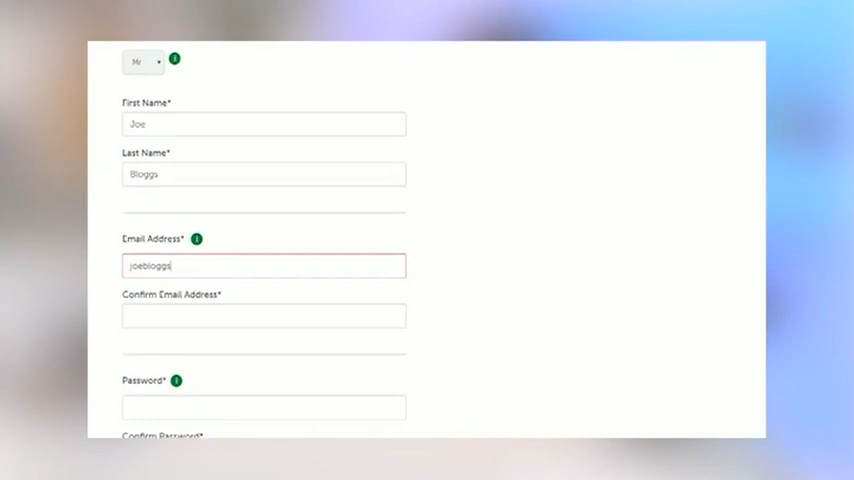 Mr
First Name*
Joe
Last Name*
Bloggs
Email Address* i
joebloggs
Confirm Email Address*
Password* i
Confirm Password*